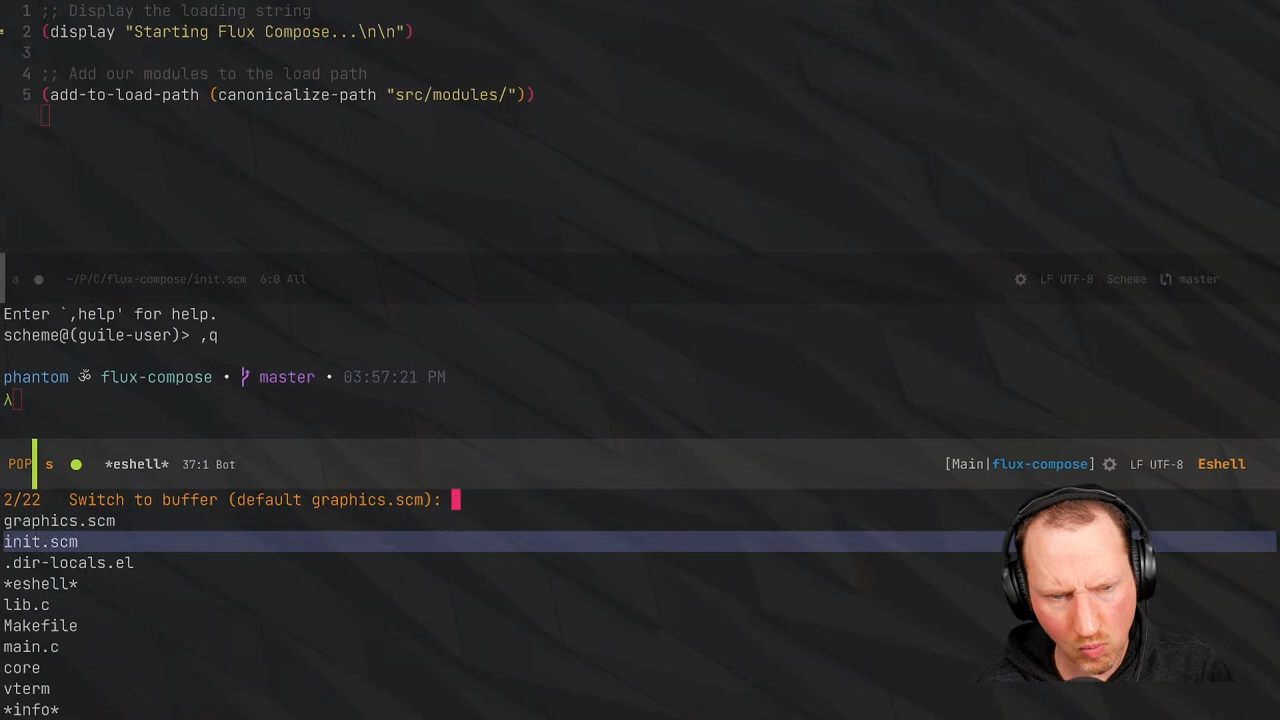 1 ;; Display the loading string
2 (display "Starting Flux Compose...\n\n")
3
4 ;; Add our modules to the load path
5 (add-to-load-path (canonicalize-path "src/modules/"))
a ● ~/P/C/flux-compose/init.scm 6:0 All LF UTF-8 Scheme master
Enter `,help' for help.
scheme@(guile-user)> ,q
phantom ॐ flux-compose • master • 03:57:21 PM
λ
POP s ● *eshell* 37:1 Bot [Main|flux-compose] LF UTF-8 Eshell
2/22 Switch to buffer (default graphics.scm):
graphics.scm
init.scm
.dir-locals.el
*eshell*
lib.c
Makefile
main.c
core
vterm
*info*